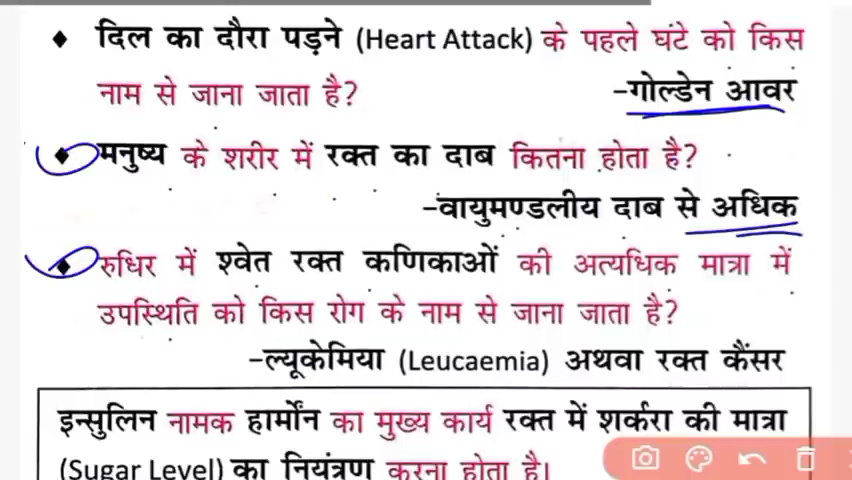 ♦ दिल का दौरा पड़ने (Heart Attack) के पहले घंटे को किस
नाम से जाना जाता है?
–गोल्डेन आवर
♦ मनुष्य के शरीर में रक्त का दाब कितना होता है?
–वायुमण्डलीय दाब से अधिक
♦ रुधिर में श्वेत रक्त कणिकाओं की अत्यधिक मात्रा में
उपस्थिति को किस रोग के नाम से जाना जाता है?
–ल्यूकेमिया (Leucaemia) अथवा रक्त कैंसर
इन्सुलिन नामक हार्मोन का मुख्य कार्य रक्त में शर्करा की मात्रा
(Sugar Level) का नियंत्रण करना होता है।